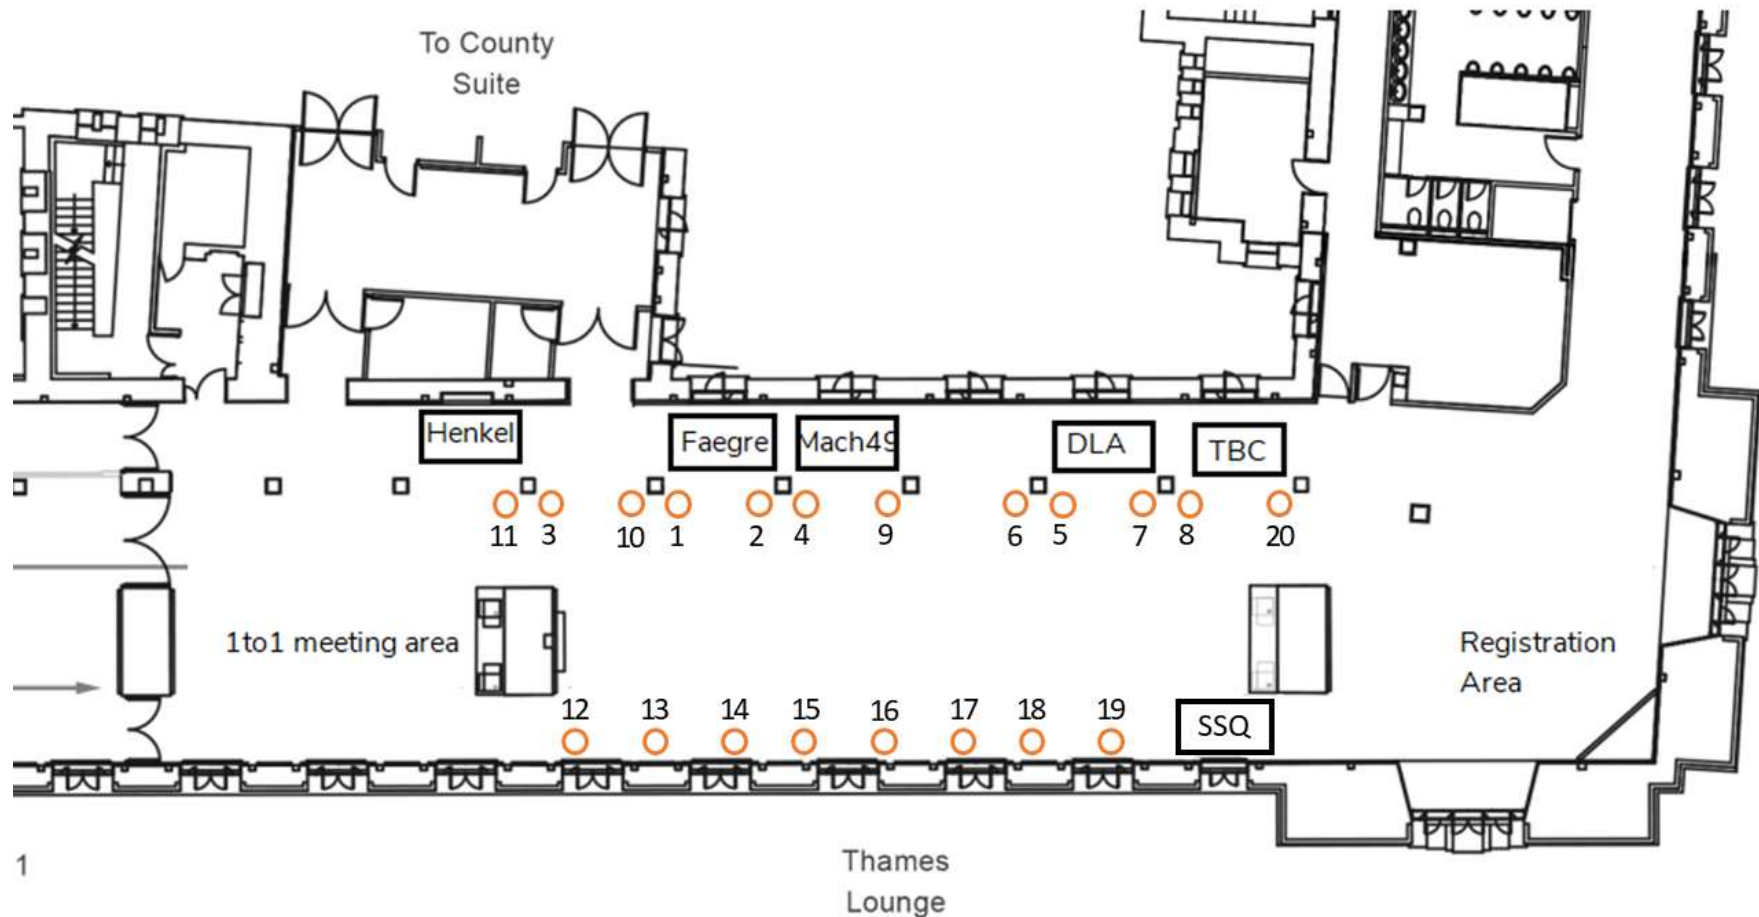 To County
Suite
Henkel
Faegre
Mach49
DLA
TBC
11 3 10 1 2 4 9 6 5 7 8 20
1to1 meeting area
Registration
Area
12 13 14 15 16 17 18 19
SSQ
1
Thames
Lounge